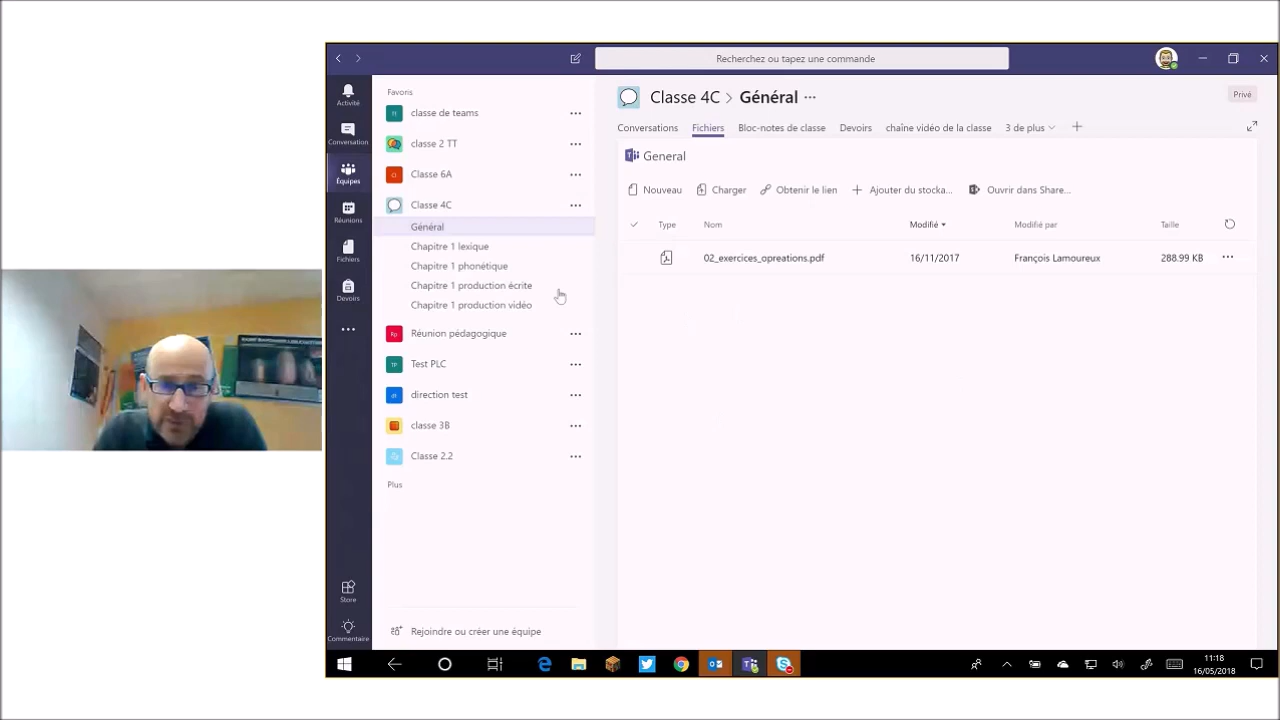 Recherchez ou tapez une commande
Activité
Conversation
Équipes
Réunions
Fichiers
Devoirs
Store
Commentaire
Favoris
classe de teams
classe 2 TT
Classe 6A
Classe 4C
Général
Chapitre 1 lexique
Chapitre 1 phonétique
Chapitre 1 production écrite
Chapitre 1 production vidéo
Réunion pédagogique
Test PLC
direction test
classe 3B
Classe 2.2
Plus
Rejoindre ou créer une équipe
Classe 4C > Général
Privé
Conversations Fichiers Bloc-notes de classe Devoirs chaîne vidéo de la classe 3 de plus
General
Nouveau Charger Obtenir le lien Ajouter du stocka... Ouvrir dans Share...
Type Nom Modifié Modifié par Taille
02_exercices_opreations.pdf 16/11/2017 François Lamoureux 288.99 KB
11:18
16/05/2018